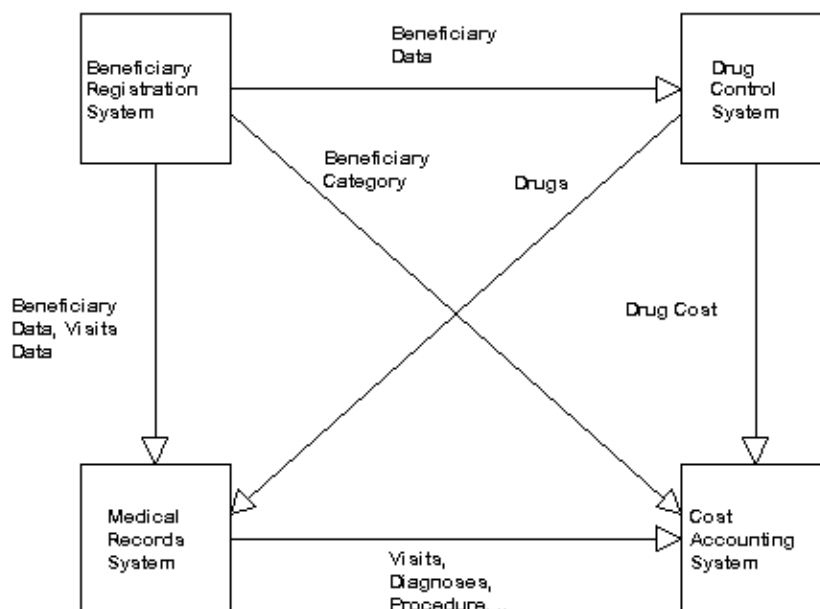 Beneficiary
Data
Beneficiary
Registration
System
Drug
Control
System
Beneficiary
Category
Drugs
Beneficiary
Data, Visits
Data
Drug Cost
Medical
Records
System
Cost
Accounting
System
Visits,
Diagnoses,
Procedure,..